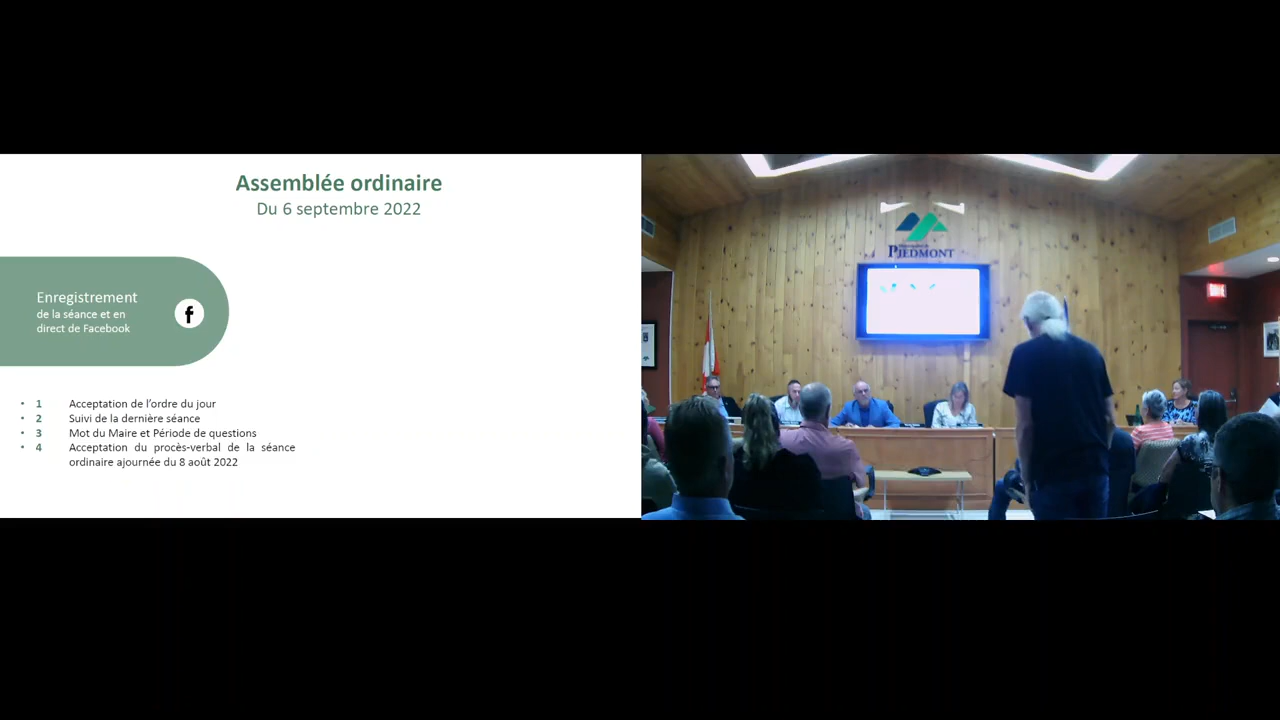 Assemblée ordinaire
Du 6 septembre 2022
Enregistrement
de la séance et en
direct de Facebook
• 1 Acceptation de l'ordre du jour
• 2 Suivi de la dernière séance
• 3 Mot du Maire et Période de questions
• 4 Acceptation du procès-verbal de la séance
ordinaire ajournée du 8 août 2022
PIEDMONT